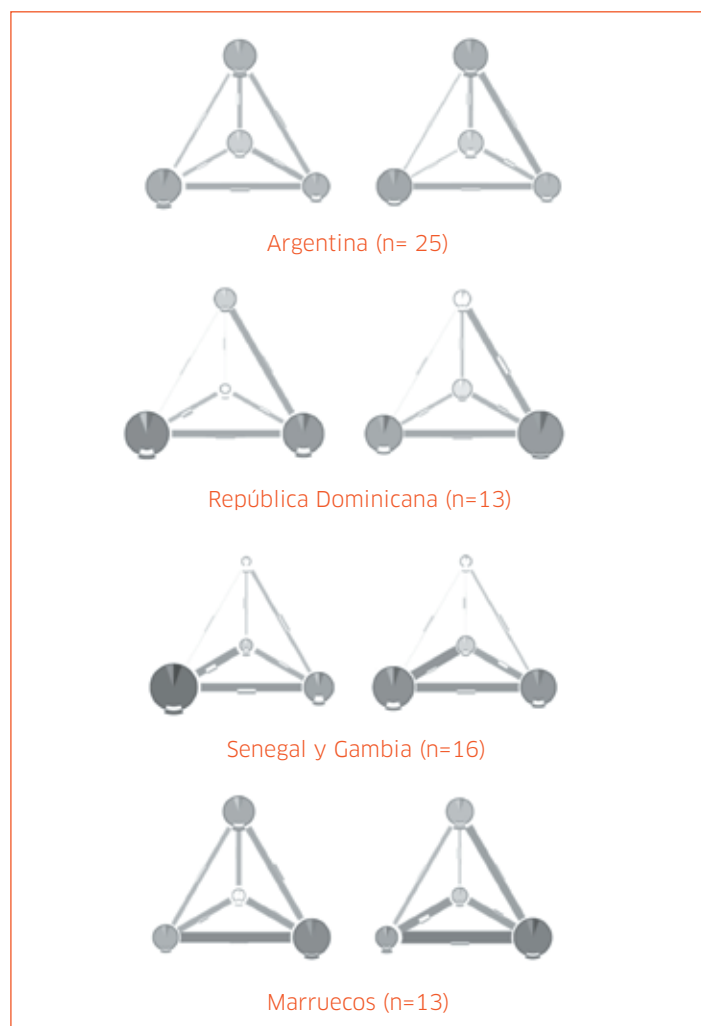 Argentina (n= 25)
República Dominicana (n=13)
Senegal y Gambia (n=16)
Marruecos (n=13)